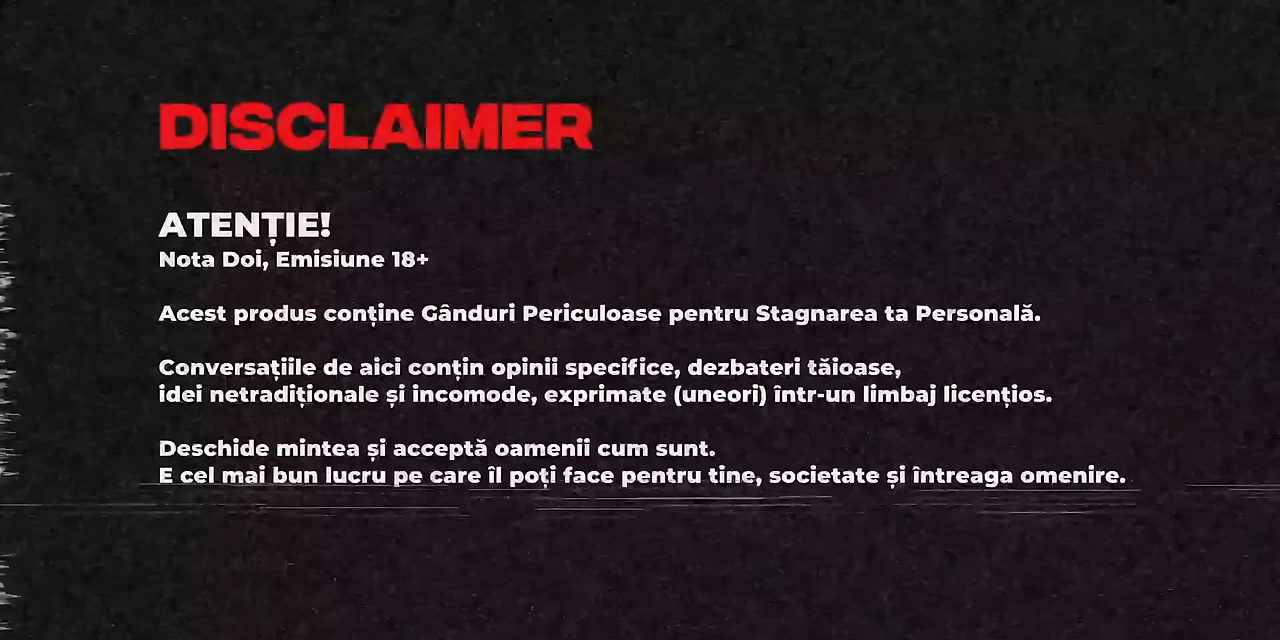 DISCLAIMER
ATENȚIE!
Nota Doi, Emisiune 18+
Acest produs conține Gânduri Periculoase pentru Stagnarea ta Personală.
Conversațiile de aici conțin opinii specifice, dezbateri tăioase,
idei netradiționale și incomode, exprimate (uneori) într-un limbaj licențios.
Deschide mintea și acceptă oamenii cum sunt.
E cel mai bun lucru pe care îl poți face pentru tine, societate și întreaga omenire.